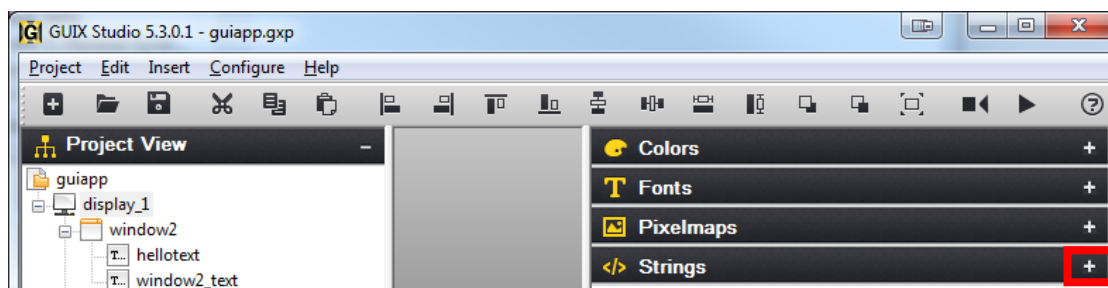 GUIX Studio 5.3.0.1 - guiapp.gxp
Project Edit Insert Configure Help
Project View
Colors
guiapp
Fonts
display_1
Pixelmaps
window2
hellotext
Strings
window2_text